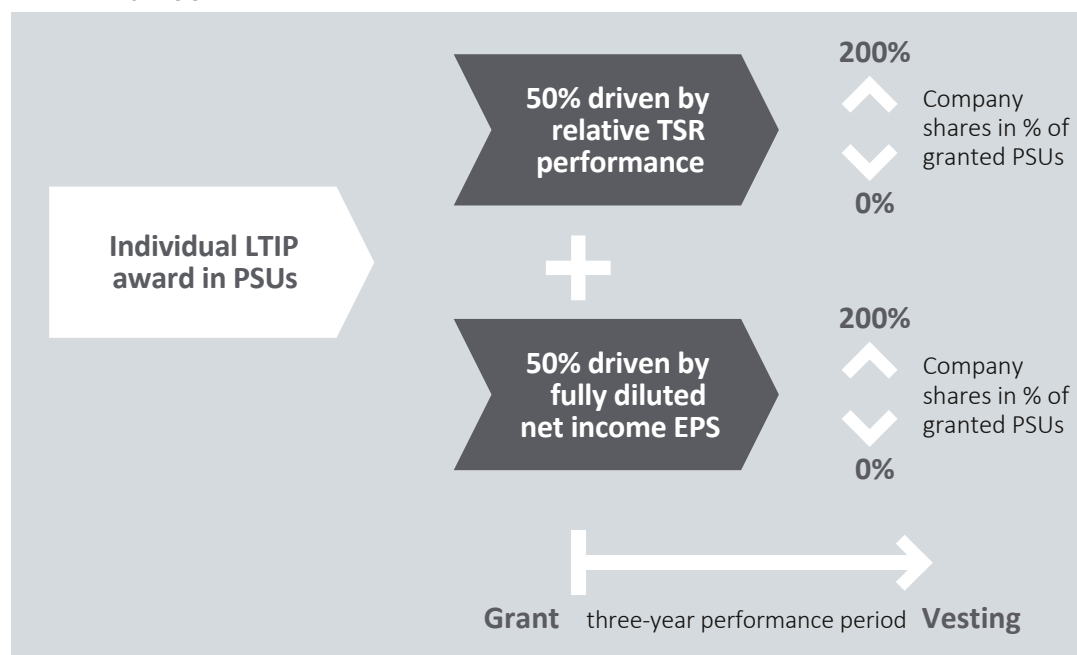 Individual LTIP
award in PSUs
50% driven by
relative TSR
performance
200%
Company
shares in % of
granted PSUs
0%
50% driven by
fully diluted
net income EPS
200%
Company
shares in % of
granted PSUs
0%
Grant three-year performance period Vesting